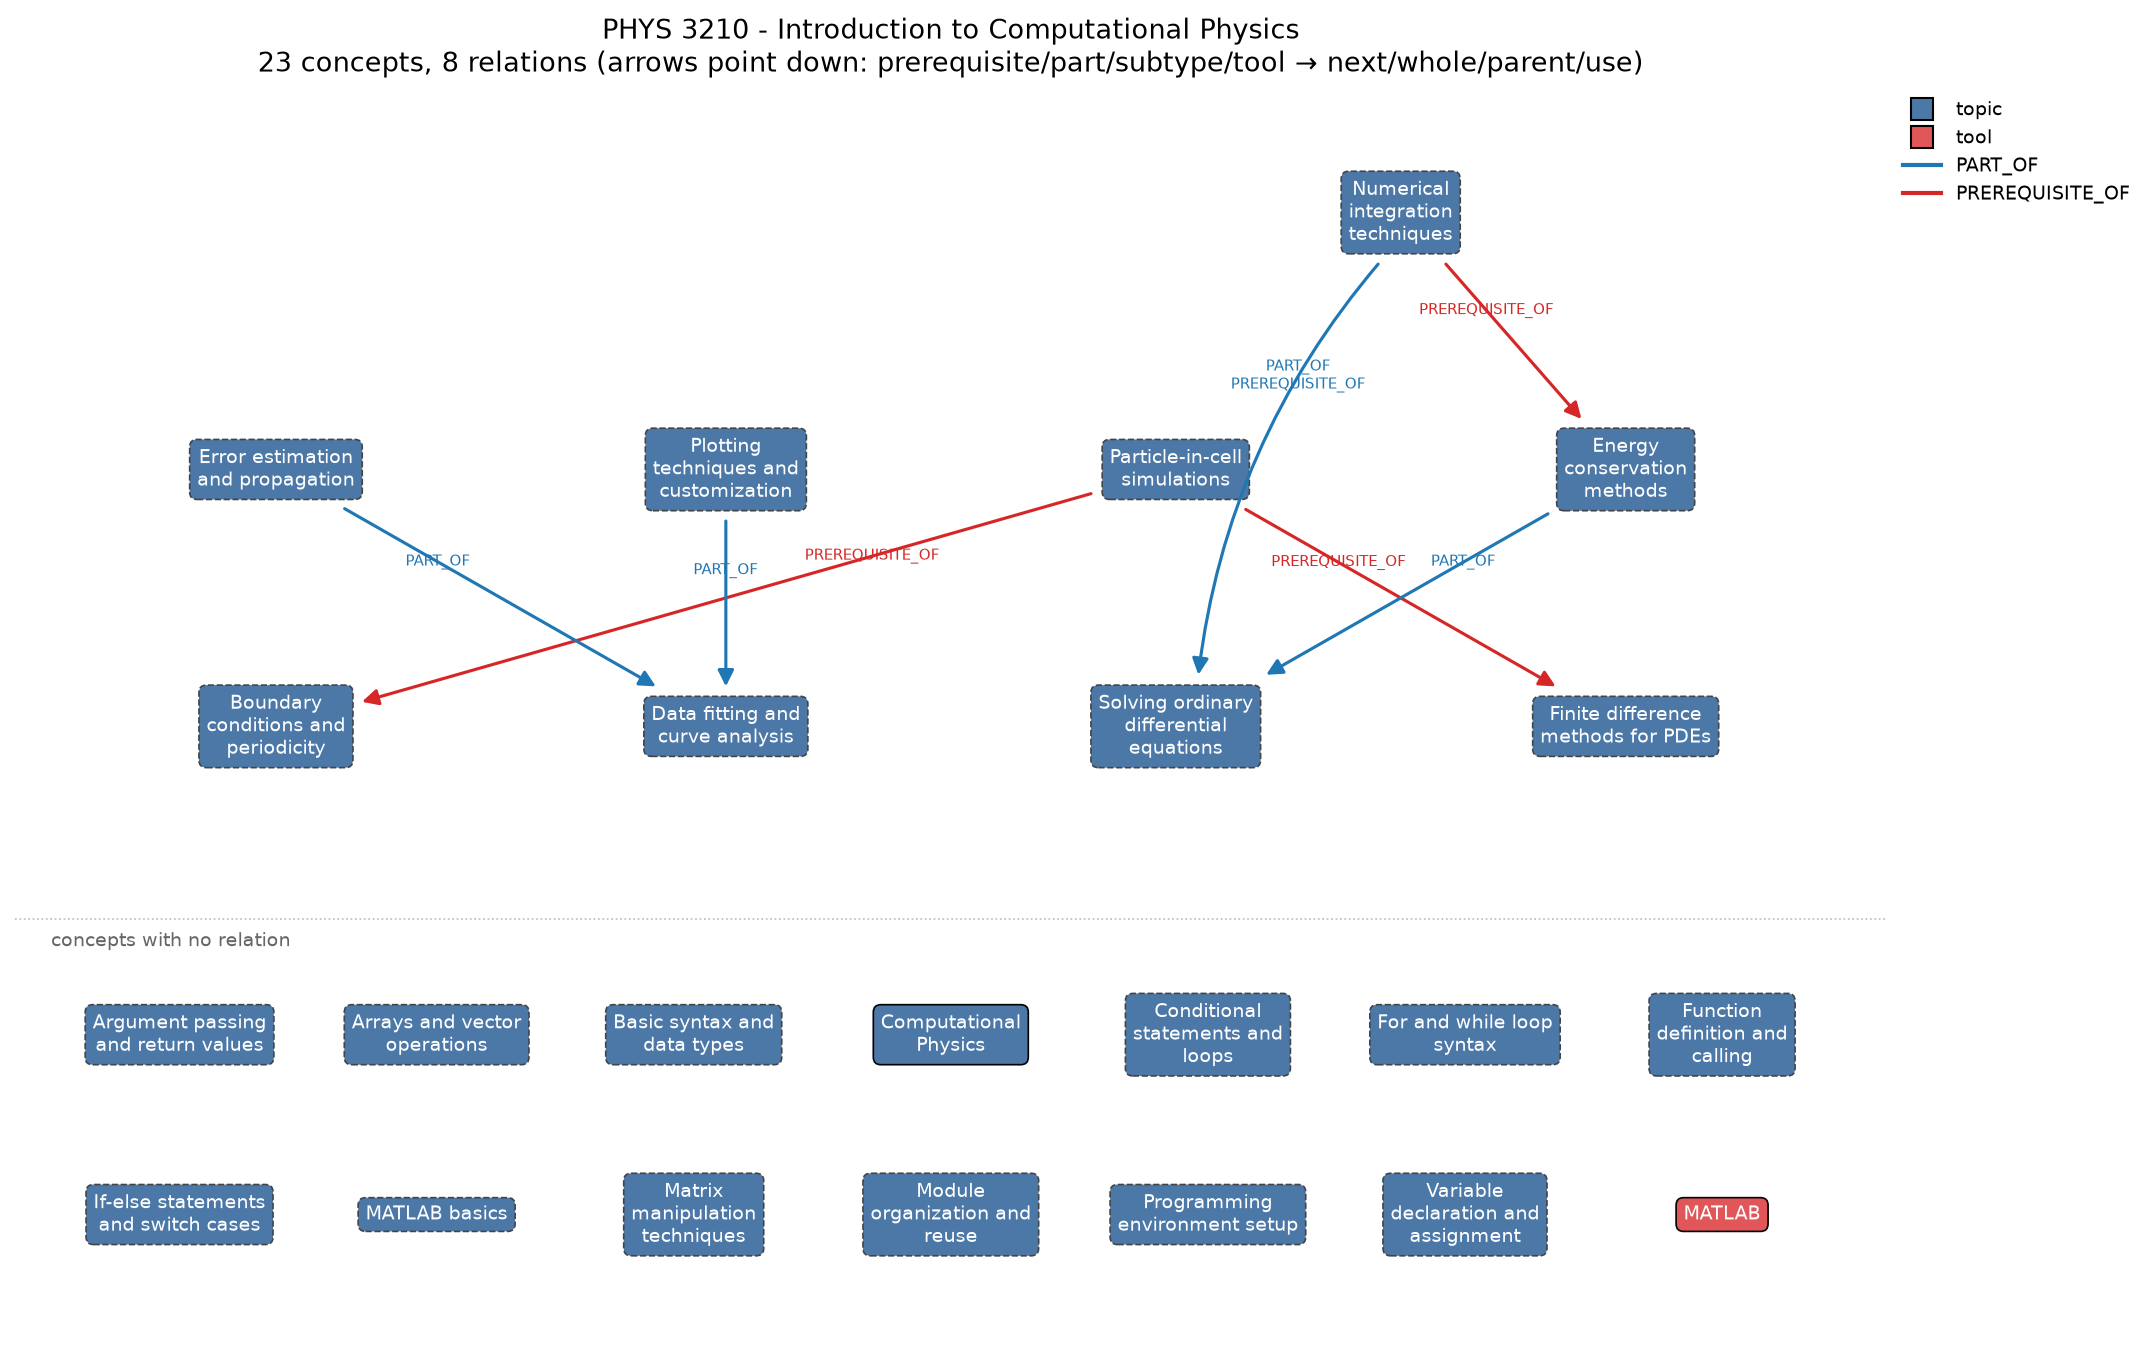 PHYS 3210 - Introduction to Computational Physics
23 concepts, 8 relations (arrows point down: prerequisite/part/subtype/tool → next/whole/parent/use)
topic
tool
PART_OF
PREREQUISITE_OF
Numerical
integration
techniques
PREREQUISITE_OF
PART_OF
PREREQUISITE_OF
Error estimation
and propagation
Plotting
techniques and
customization
Particle-in-cell
simulations
Energy
conservation
methods
PART_OF
PART_OF
PREREQUISITE_OF
PREREQUISITE_OF
PART_OF
Boundary
conditions and
periodicity
Data fitting and
curve analysis
Solving ordinary
differential
equations
Finite difference
methods for PDEs
concepts with no relation
Argument passing
and return values
Arrays and vector
operations
Basic syntax and
data types
Computational
Physics
Conditional
statements and
loops
For and while loop
syntax
Function
definition and
calling
If-else statements
and switch cases
MATLAB basics
Matrix
manipulation
techniques
Module
organization and
reuse
Programming
environment setup
Variable
declaration and
assignment
MATLAB